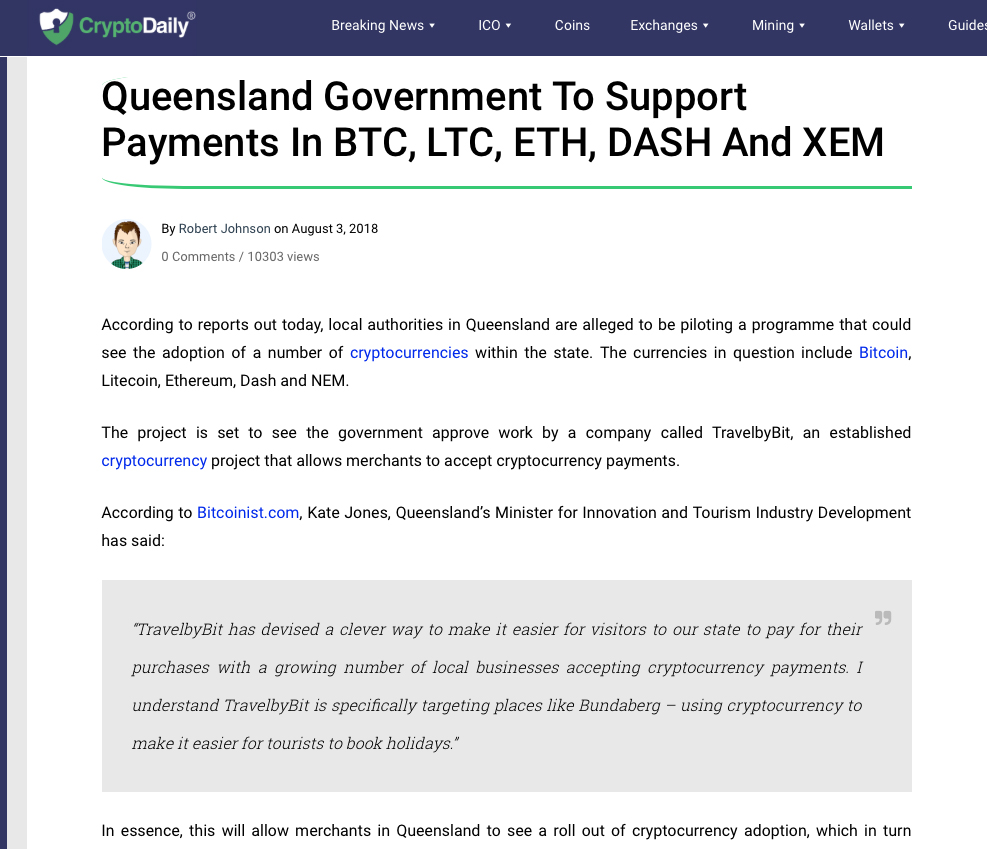 CryptoDaily®
Breaking News ▾ ICO ▾ Coins Exchanges ▾ Mining ▾ Wallets ▾ Guides
Queensland Government To Support
Payments In BTC, LTC, ETH, DASH And XEM
By Robert Johnson on August 3, 2018
0 Comments / 10303 views
According to reports out today, local authorities in Queensland are alleged to be piloting a programme that could
see the adoption of a number of cryptocurrencies within the state. The currencies in question include Bitcoin,
Litecoin, Ethereum, Dash and NEM.
The project is set to see the government approve work by a company called TravelbyBit, an established
cryptocurrency project that allows merchants to accept cryptocurrency payments.
According to Bitcoinist.com, Kate Jones, Queensland’s Minister for Innovation and Tourism Industry Development
has said:
“TravelbyBit has devised a clever way to make it easier for visitors to our state to pay for their
purchases with a growing number of local businesses accepting cryptocurrency payments. I
understand TravelbyBit is specifically targeting places like Bundaberg – using cryptocurrency to
make it easier for tourists to book holidays.”
In essence, this will allow merchants in Queensland to see a roll out of cryptocurrency adoption, which in turn